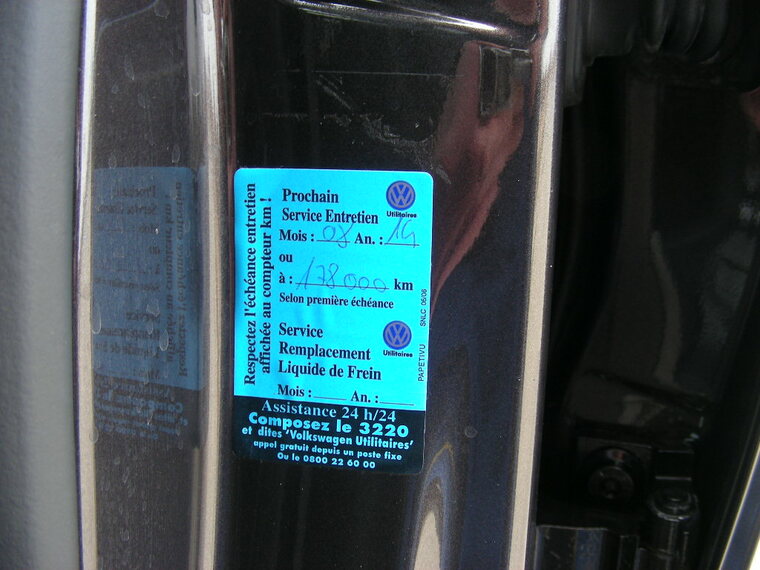 Respectez l'échéance entretien
affichée au compteur km !
Prochain
Service Entretien
Utilitaires
Mois : 08 An. : 14
ou
à : 178000 km
Selon première échéance
Service
Remplacement
Liquide de Frein
Utilitaires
Mois : An. :
PAPETIVU SNLC 06/06
Assistance 24 h/24
Composez le 3220
et dites 'Volkswagen Utilitaires'
appel gratuit depuis un poste fixe
Ou le 0800 22 60 00